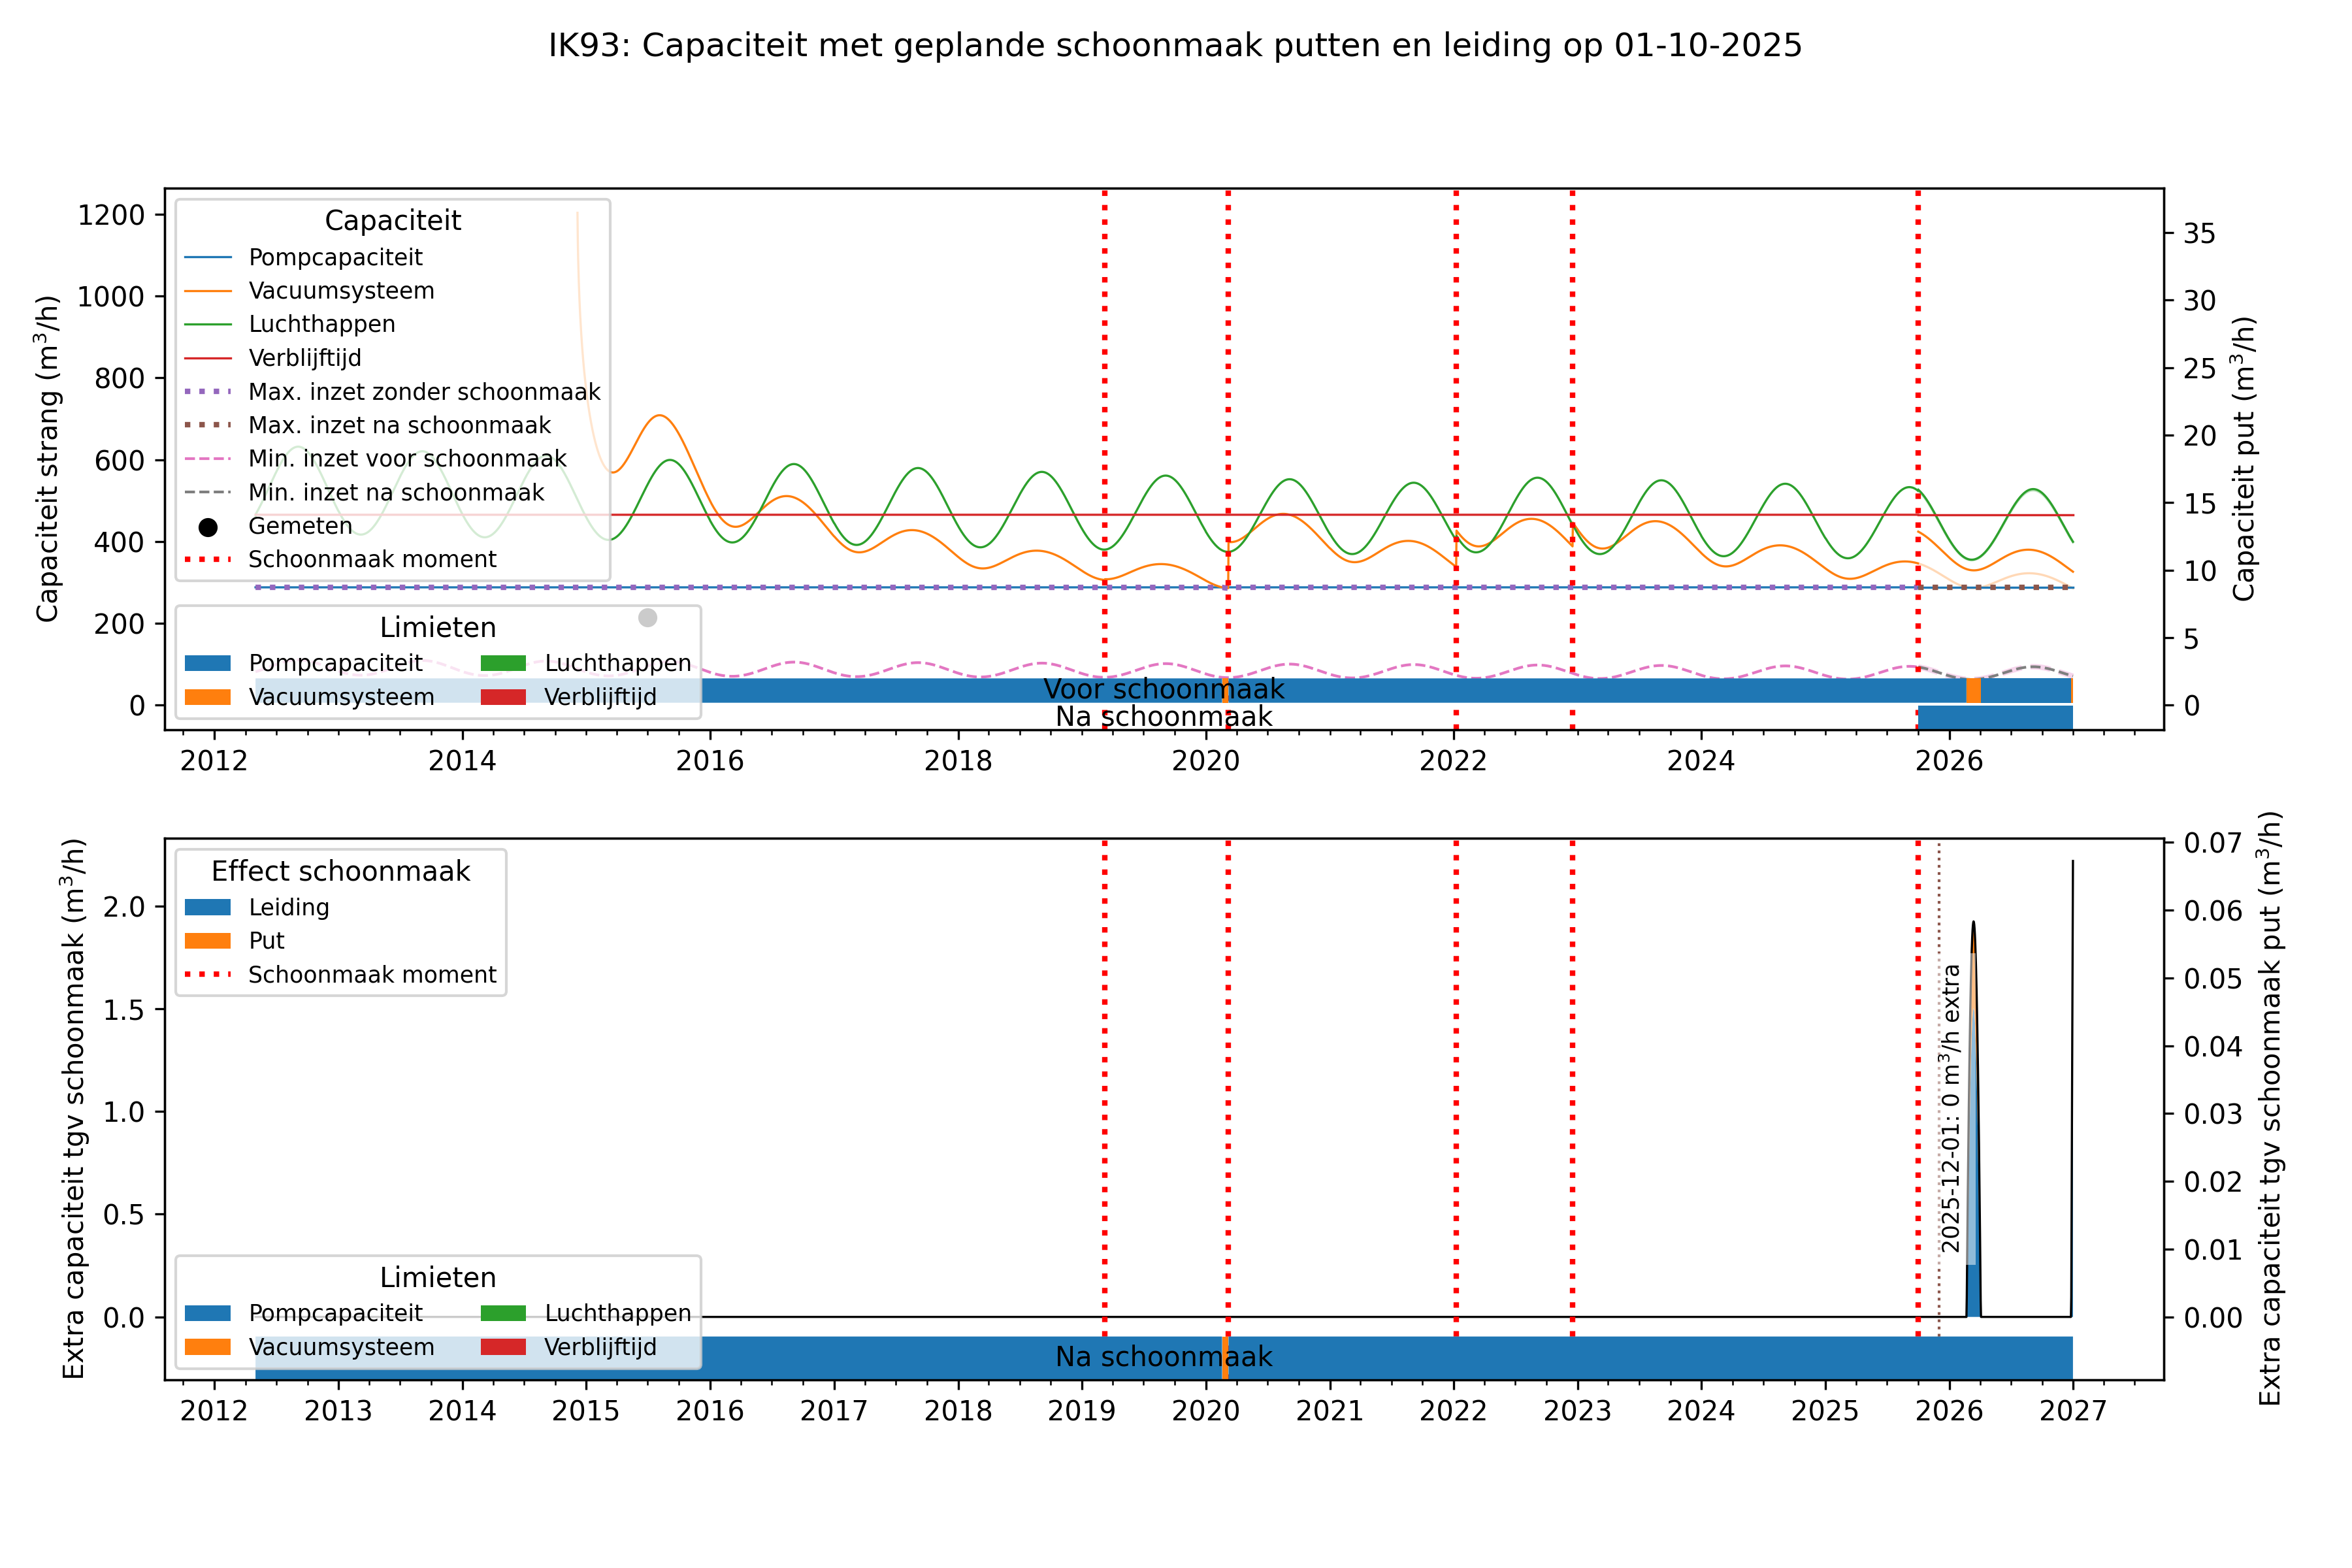 IK93: Capaciteit met geplande schoonmaak putten en leiding op 01-10-2025
Capaciteit strang (m³/h)
1200
1000
800
600
400
200
0
Capaciteit
Pompcapaciteit
Vacuumsysteem
Luchthappen
Verblijftijd
Max. inzet zonder schoonmaak
Max. inzet na schoonmaak
Min. inzet voor schoonmaak
Min. inzet na schoonmaak
Gemeten
Schoonmaak moment
Limieten
Pompcapaciteit Luchthappen
Vacuumsysteem Verblijftijd
Voor schoonmaak
Na schoonmaak
35
30
25
20
15
10
5
0
Capaciteit put (m³/h)
2012 2014 2016 2018 2020 2022 2024 2026
Extra capaciteit tgv schoonmaak (m³/h)
2.0
1.5
1.0
0.5
0.0
Effect schoonmaak
Leiding
Put
Schoonmaak moment
2025-12-01: 0 m³/h extra
Limieten
Pompcapaciteit Luchthappen
Vacuumsysteem Verblijftijd
Na schoonmaak
0.07
0.06
0.05
0.04
0.03
0.02
0.01
0.00
Extra capaciteit tgv schoonmaak put (m³/h)
2012 2013 2014 2015 2016 2017 2018 2019 2020 2021 2022 2023 2024 2025 2026 2027